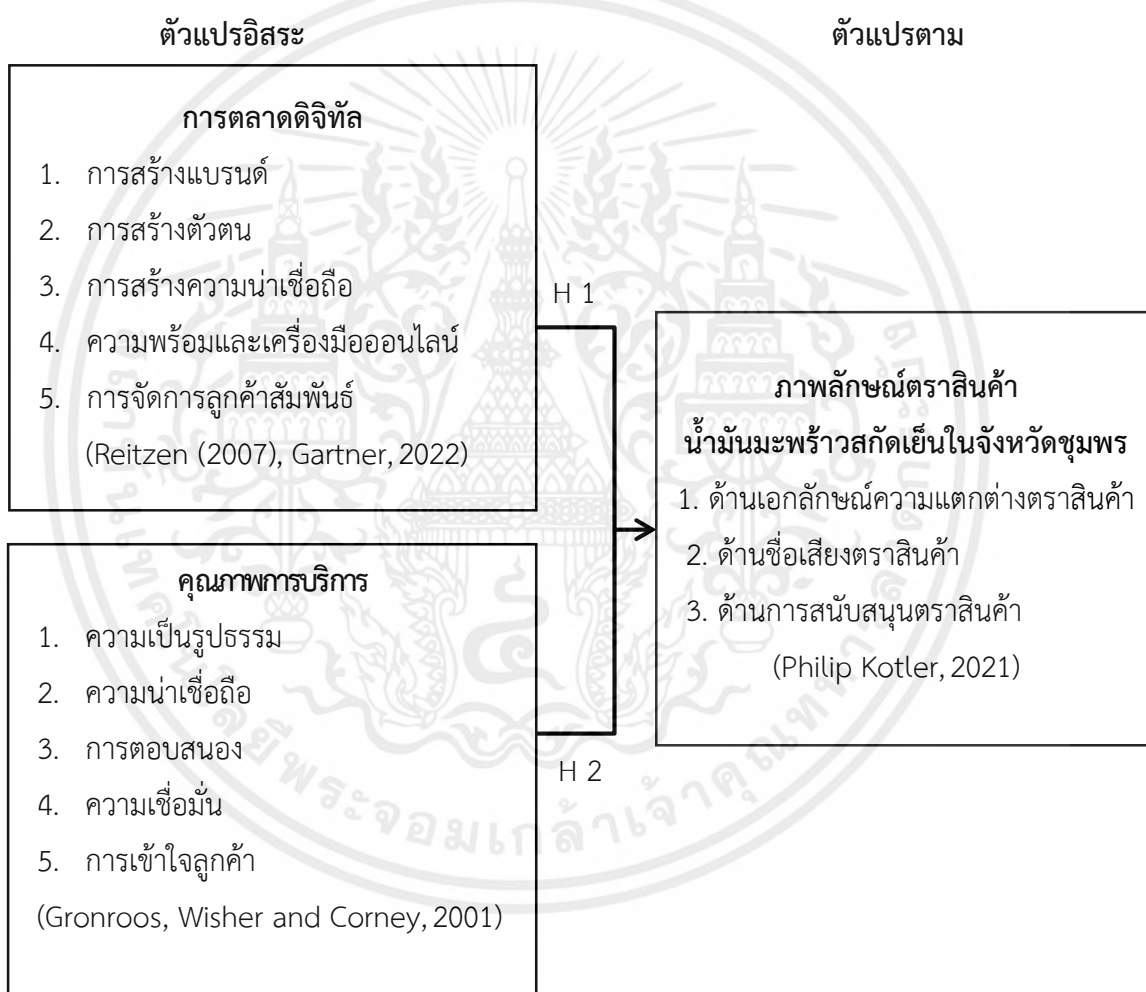 ตัวแปรอิสระ
ตัวแปรตาม
การตลาดดิจิทัล
1. การสร้างแบรนด์
2. การสร้างตัวตน
3. การสร้างความน่าเชื่อถือ
4. ความพร้อมและเครื่องมือออนไลน์
5. การจัดการลูกค้าสัมพันธ์
(Reitzen (2007), Gartner, 2022)
H 1
คุณภาพการบริการ
1. ความเป็นรูปธรรม
2. ความน่าเชื่อถือ
3. การตอบสนอง
4. ความเชื่อมั่น
5. การเข้าใจลูกค้า
(Gronroos, Wisher and Corney, 2001)
H 2
ภาพลักษณ์ตราสินค้า
น้ำมันมะพร้าวสกัดเย็นในจังหวัดชุมพร
1. ด้านเอกลักษณ์ความแตกต่างตราสินค้า
2. ด้านชื่อเสียงตราสินค้า
3. ด้านการสนับสนุนตราสินค้า
(Philip Kotler, 2021)